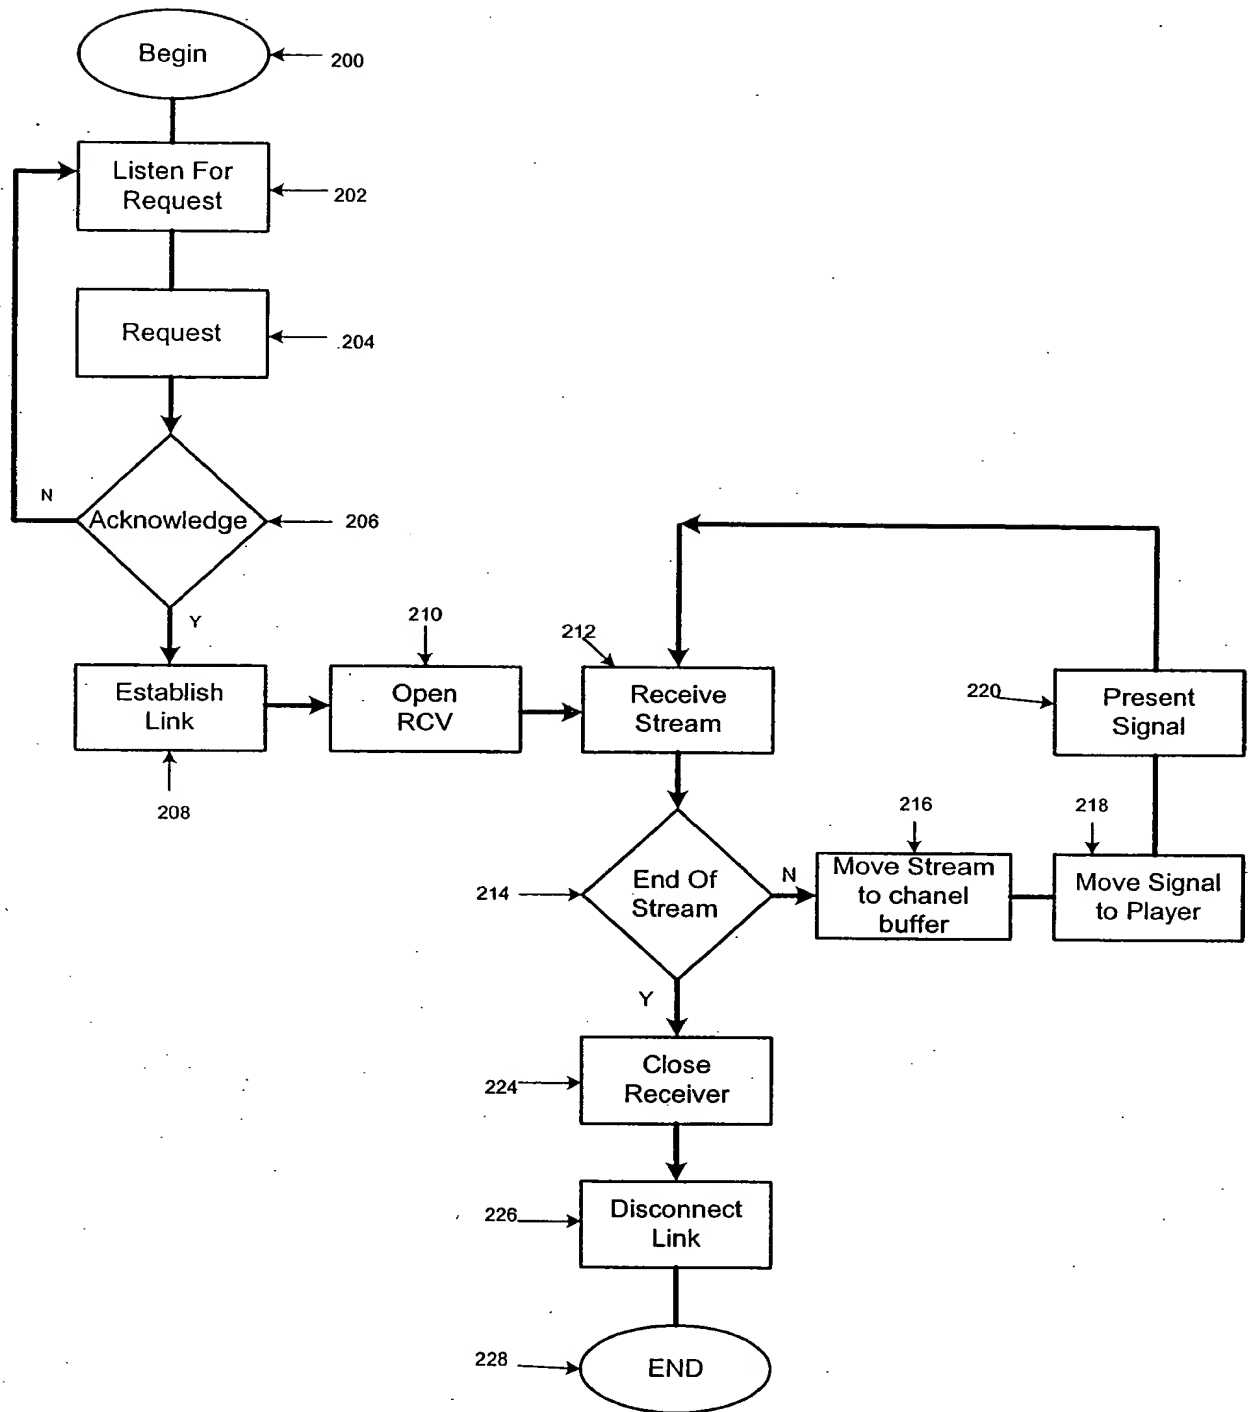 Begin
200
Listen For
Request
202
Request
204
Acknowledge
206
N
Y
Establish
Link
208
210
Open
RCV
212
Receive
Stream
220
Present
Signal
214
End Of
Stream
N
216
Move Stream
to chanel
buffer
218
Move Signal
to Player
Y
224
Close
Receiver
226
Disconnect
Link
228
END